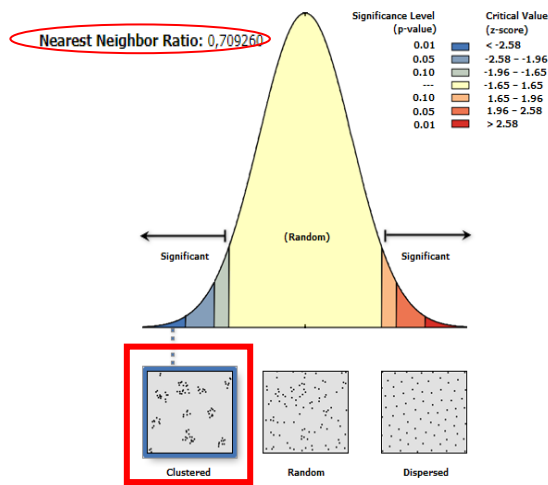 Nearest Neighbor Ratio: 0,709260
Significance Level
(p-value)
Critical Value
(z-score)
0.01 < -2.58
0.05 -2.58 – -1.96
0.10 -1.96 – -1.65
--- -1.65 – 1.65
0.10 1.65 – 1.96
0.05 1.96 – 2.58
0.01 > 2.58
(Random)
Significant
Significant
Clustered
Random
Dispersed